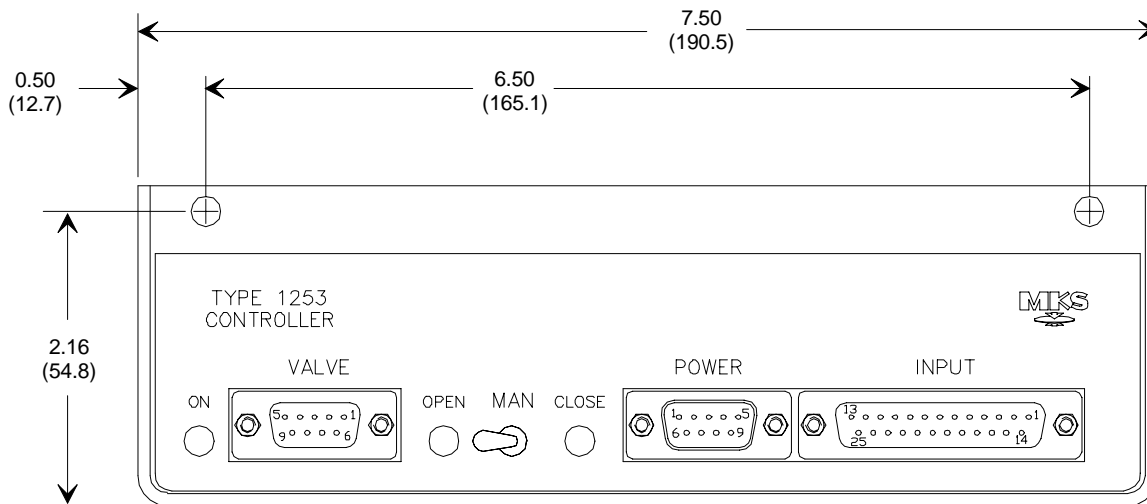 7.50
(190.5)
0.50
(12.7)
6.50
(165.1)
2.16
(54.8)
TYPE 1253
CONTROLLER
MKS
VALVE
POWER
INPUT
ON
OPEN
MAN
CLOSE
5 1
9 6
1 5
6 9
13 1
25 14